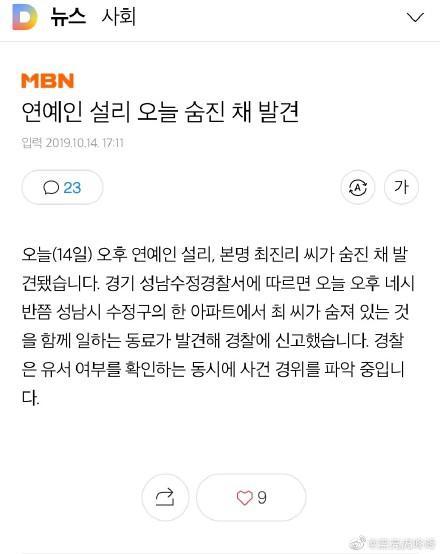 D 뉴스 사회
MBN
연예인 설리 오늘 숨진 채 발견
입력 2019.10.14. 17:11
23
가
오늘(14일) 오후 연예인 설리, 본명 최진리 씨가 숨진 채 발
견됐습니다. 경기 성남수정경찰서에 따르면 오늘 오후 네시
반쯤 성남시 수정구의 한 아파트에서 최 씨가 숨져 있는 것
을 함께 일하는 동료가 발견해 경찰에 신고했습니다. 경찰
은 유서 여부를 확인하는 동시에 사건 경위를 파악 중입니
다.
9